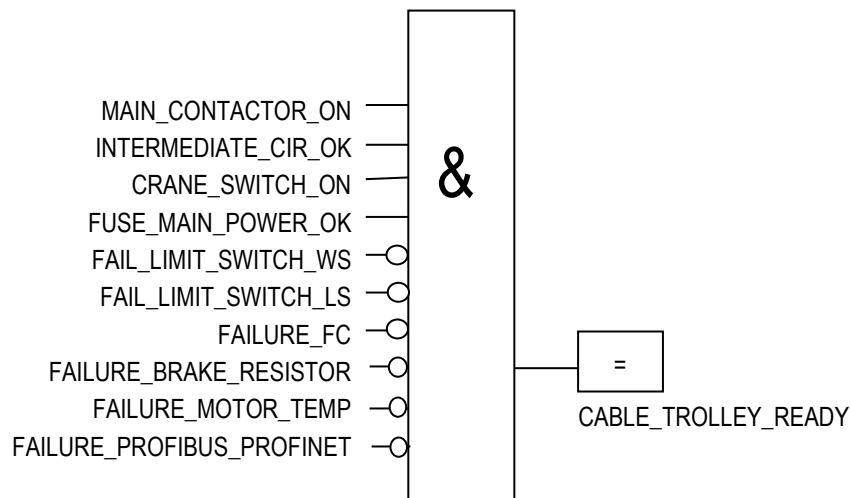 MAIN_CONTACTOR_ON
INTERMEDIATE_CIR_OK
CRANE_SWITCH_ON
FUSE_MAIN_POWER_OK
FAIL_LIMIT_SWITCH_WS
FAIL_LIMIT_SWITCH_LS
FAILURE_FC
FAILURE_BRAKE_RESISTOR
FAILURE_MOTOR_TEMP
FAILURE_PROFIBUS_PROFINET
&
=
CABLE_TROLLEY_READY